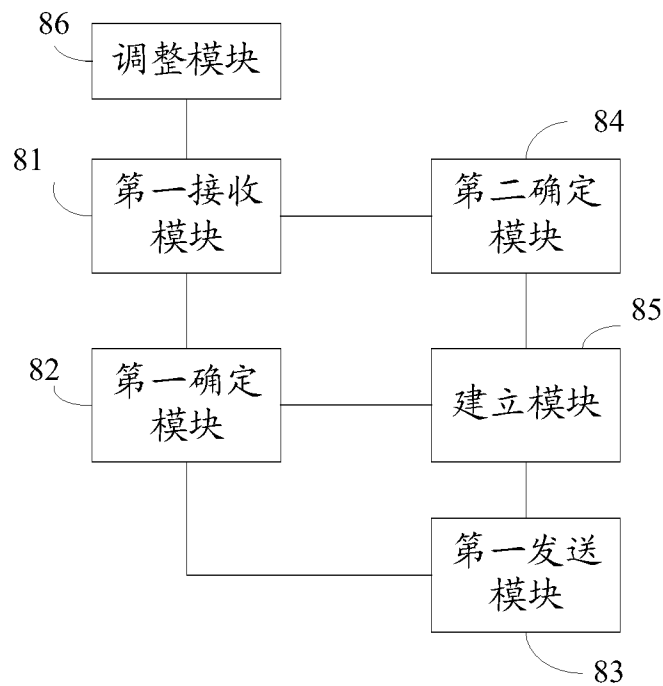 86
调整模块
81
第一接收
模块
84
第二确定
模块
82
第一确定
模块
85
建立模块
第一发送
模块
83